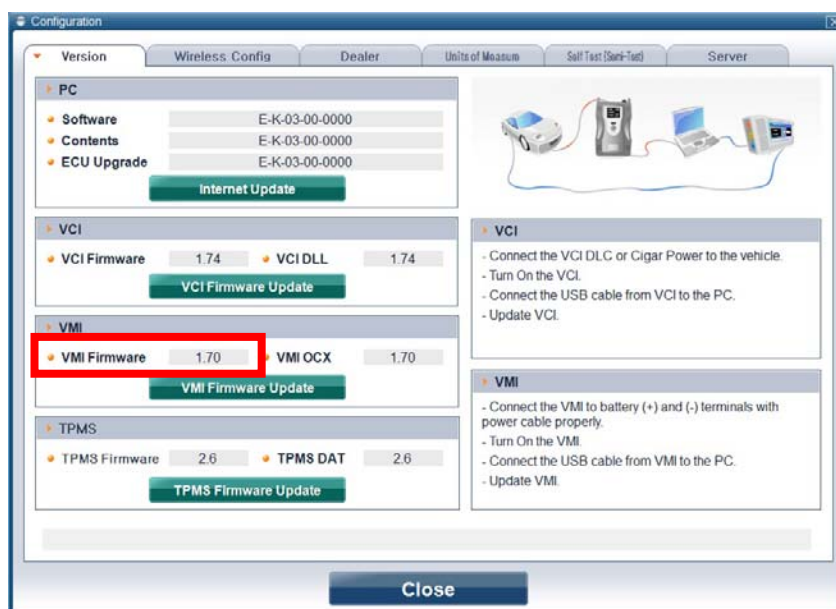 Configuration
Version Wireless Config Dealer Units of Measure Self Test (Semi-Test) Server
PC
Software E-K-03-00-0000
Contents E-K-03-00-0000
ECU Upgrade E-K-03-00-0000
Internet Update
VCI
VCI Firmware 1.74 VCI DLL 1.74
VCI Firmware Update
VMI
VMI Firmware 1.70 VMI OCX 1.70
VMI Firmware Update
TPMS
TPMS Firmware 2.6 TPMS DAT 2.6
TPMS Firmware Update
VCI
- Connect the VCI DLC or Cigar Power to the vehicle.
- Turn On the VCI.
- Connect the USB cable from VCI to the PC.
- Update VCI.
VMI
- Connect the VMI to battery (+) and (-) terminals with
power cable properly.
- Turn On the VMI.
- Connect the USB cable from VMI to the PC.
- Update VMI.
Close